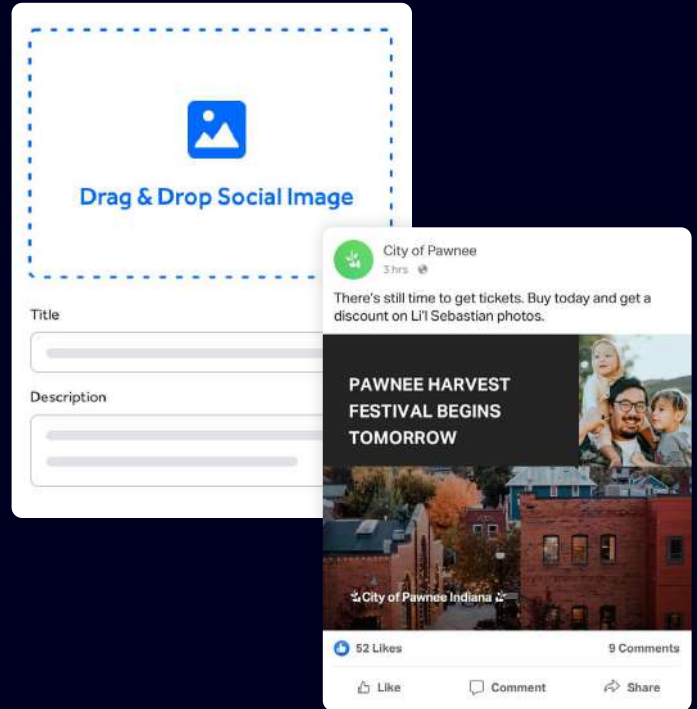 Drag & Drop Social Image
Title
Description
City of Pawnee
3 hrs
There's still time to get tickets. Buy today and get a
discount on Li'l Sebastian photos.
PAWNEE HARVEST
FESTIVAL BEGINS
TOMORROW
City of Pawnee Indiana
52 Likes
9 Comments
Like
Comment
Share